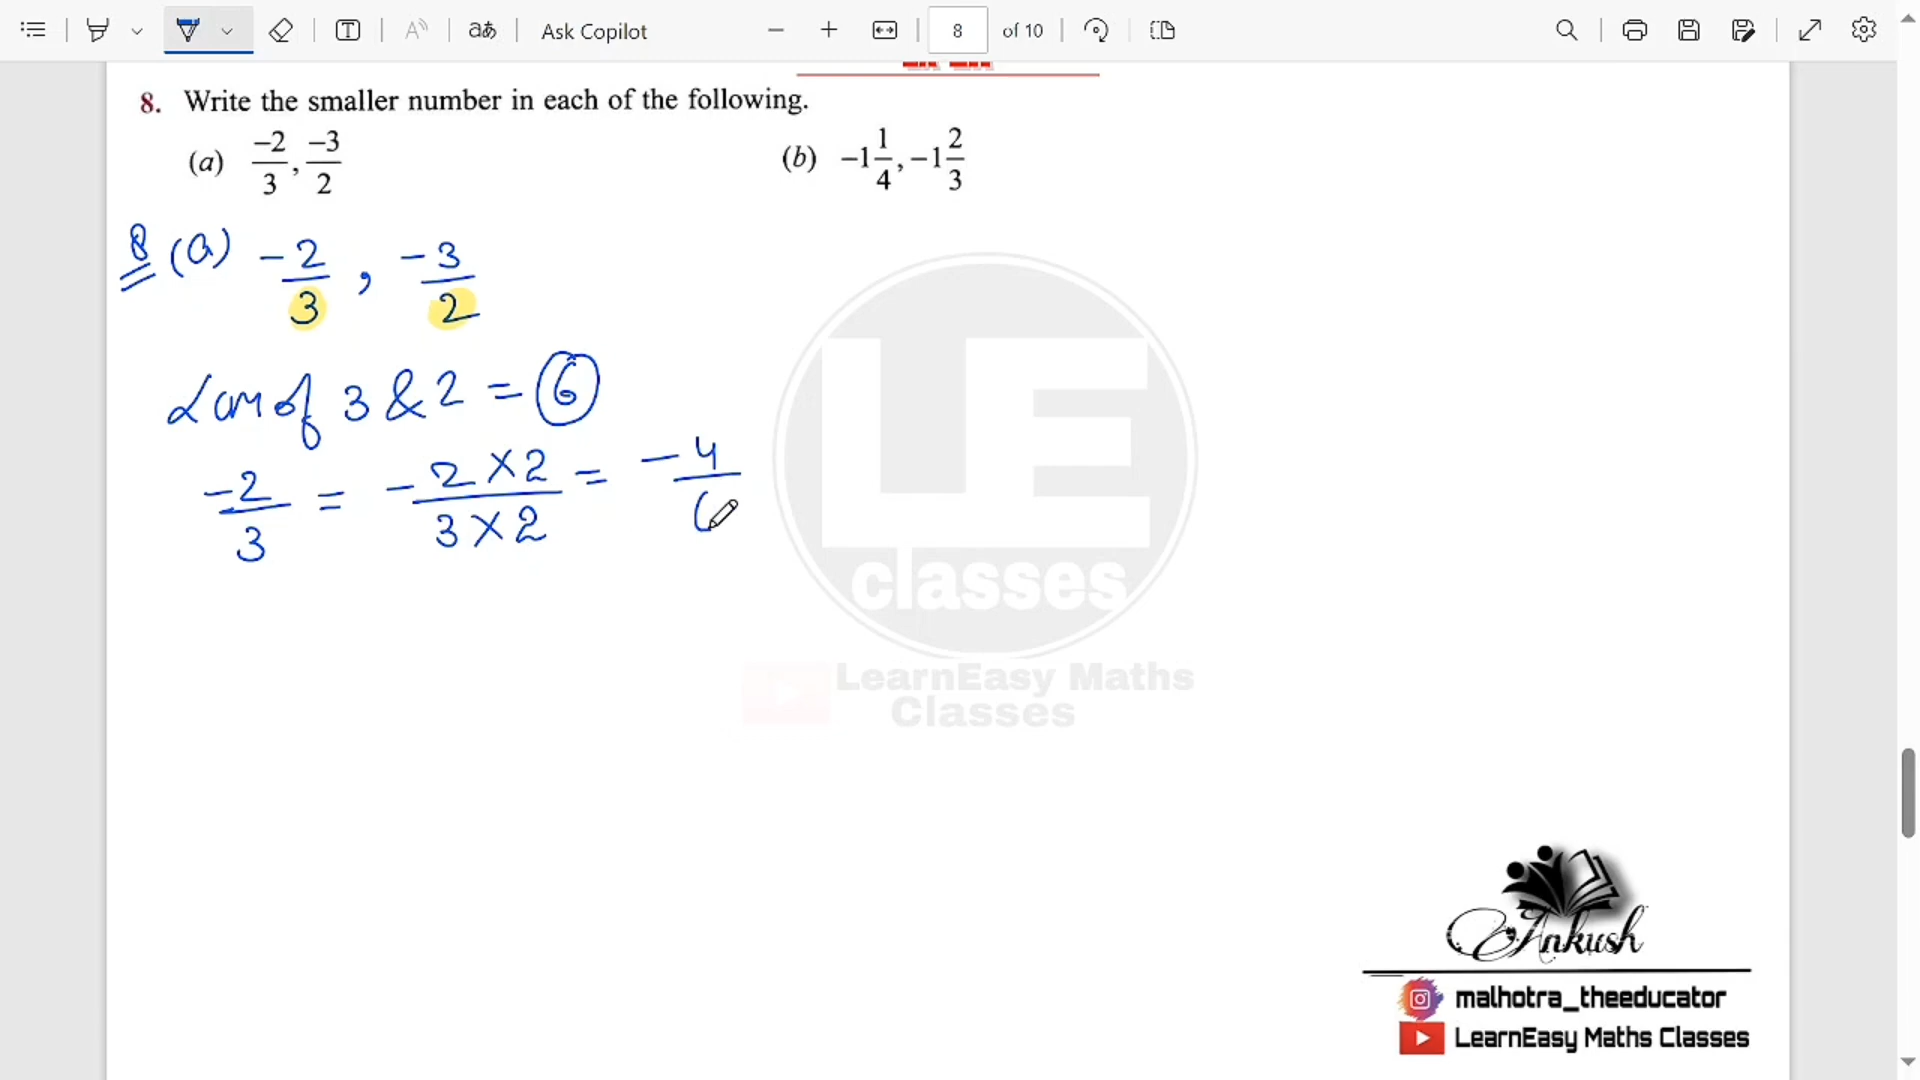 Ask Copilot 8 of 10
8. Write the smaller number in each of the following.
(a) -2/3, -3/2 (b) -1 1/4, -1 2/3
8 (a) -2/3 , -3/2
LCM of 3 & 2 = 6
-2/3 = -2×2/3×2 = -4/6
LE
classes
LearnEasy Maths
Classes
Ankush
malhotra_theeducator
LearnEasy Maths Classes